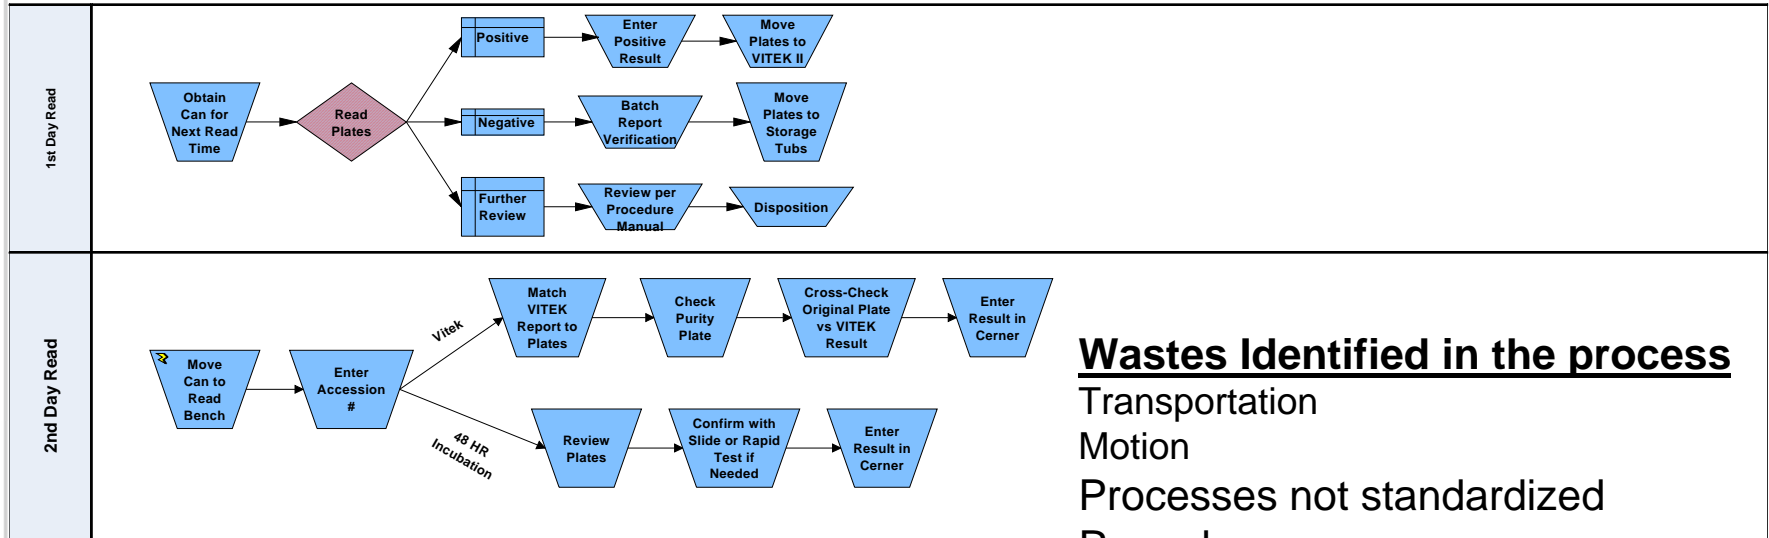 1st Day Read
Obtain
Can for
Next Read
Time
Read
Plates
Positive
Enter
Positive
Result
Move
Plates to
VITEK II
Negative
Batch
Report
Verification
Move
Plates to
Storage
Tubs
Further
Review
Review per
Procedure
Manual
Disposition
2nd Day Read
Move
Can to
Read
Bench
Enter
Accession
#
Vitek
Match
VITEK
Report to
Plates
Check
Purity
Plate
Cross-Check
Original Plate
vs VITEK
Result
Enter
Result in
Cerner
48 HR
Incubation
Review
Plates
Confirm with
Slide or Rapid
Test if
Needed
Enter
Result in
Cerner
Wastes Identified in the process
Transportation
Motion
Processes not standardized